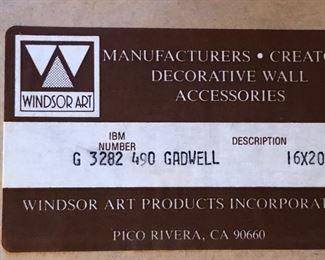 WINDSOR ART
MANUFACTURERS • CREATO
DECORATIVE WALL
ACCESSORIES
IBM
NUMBER DESCRIPTION
G 3282 490 GADWELL 16X20
WINDSOR ART PRODUCTS INCORPORAT
PICO RIVERA, CA 90660